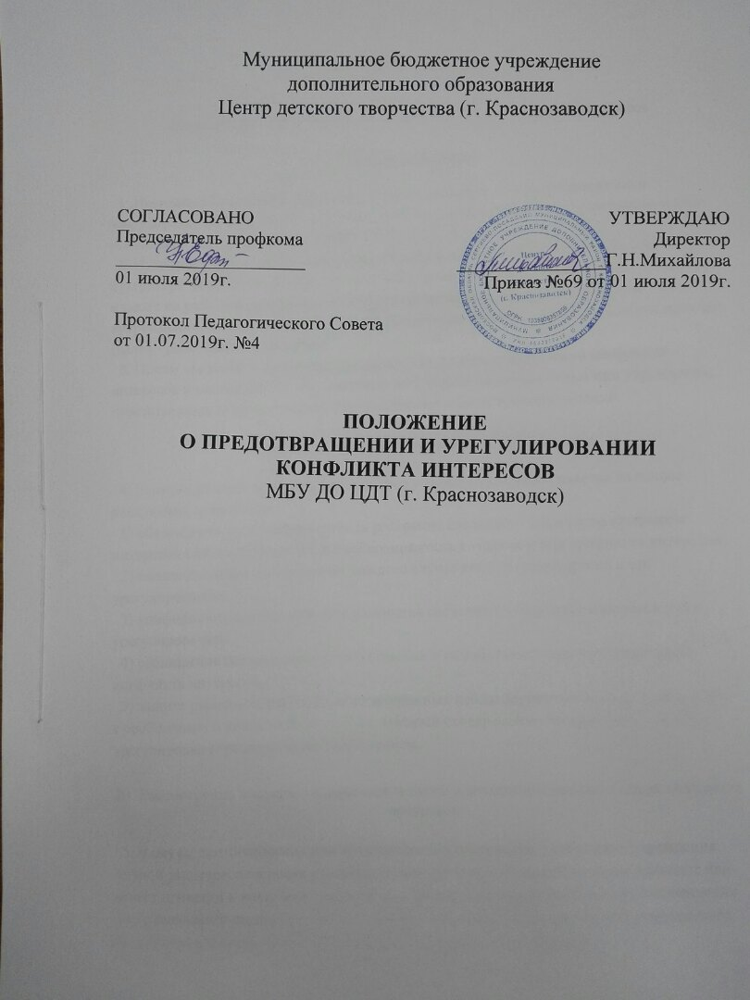 Муниципальное бюджетное учреждение
дополнительного образования
Центр детского творчества (г. Краснозаводск)
СОГЛАСОВАНО
Председатель профкома
01 июля 2019г.
Протокол Педагогического Совета
от 01.07.2019г. №4
УТВЕРЖДАЮ
Директор
Г.Н.Михайлова
Приказ №69 от 01 июля 2019г.
(г. Краснозаводск)
ПОЛОЖЕНИЕ
О ПРЕДОТВРАЩЕНИИ И УРЕГУЛИРОВАНИИ
КОНФЛИКТА ИНТЕРЕСОВ
МБУ ДО ЦДТ (г. Краснозаводск)